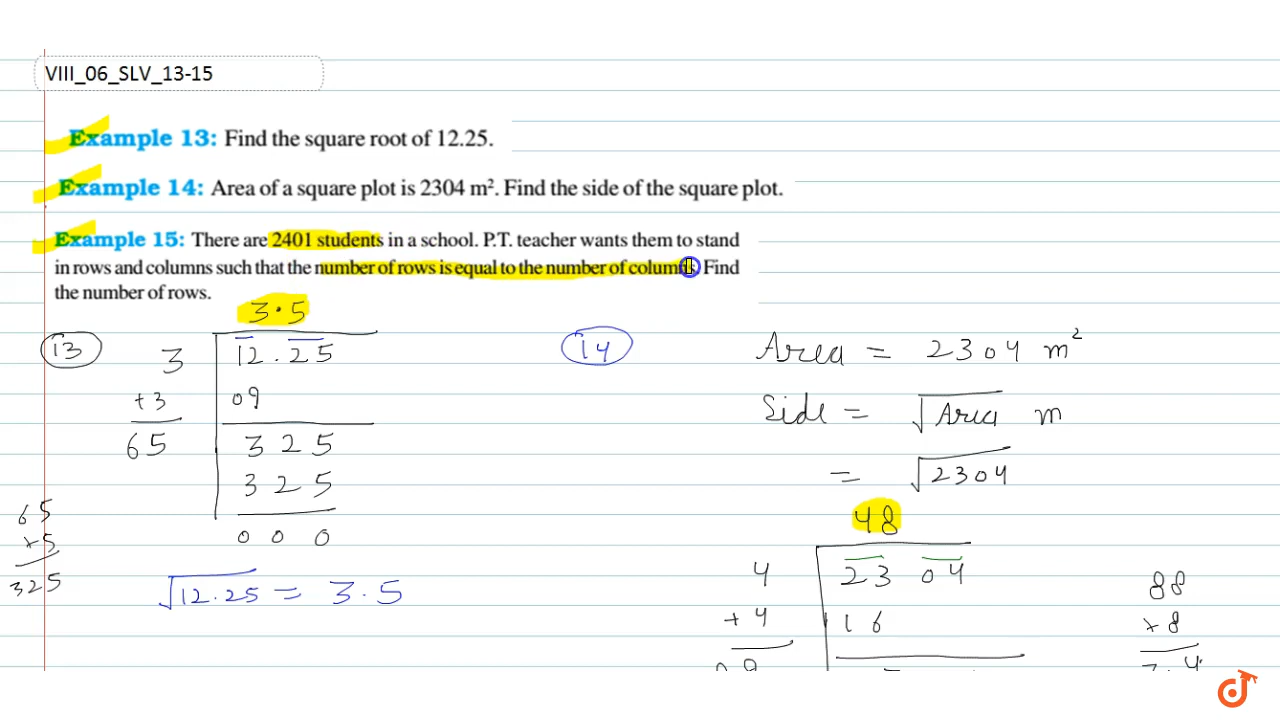 VIII_06_SLV_13-15
Example 13: Find the square root of 12.25.
Example 14: Area of a square plot is 2304 m². Find the side of the square plot.
Example 15: There are 2401 students in a school. P.T. teacher wants them to stand
in rows and columns such that the number of rows is equal to the number of columns. Find
the number of rows.
3.5
13
3
12.25
+3
09
65
325
325
000
65
×5
325
√12.25 = 3.5
14
Area = 2304 m²
Side = √Area m
= √2304
48
4
23 04
+4
16
88
×8